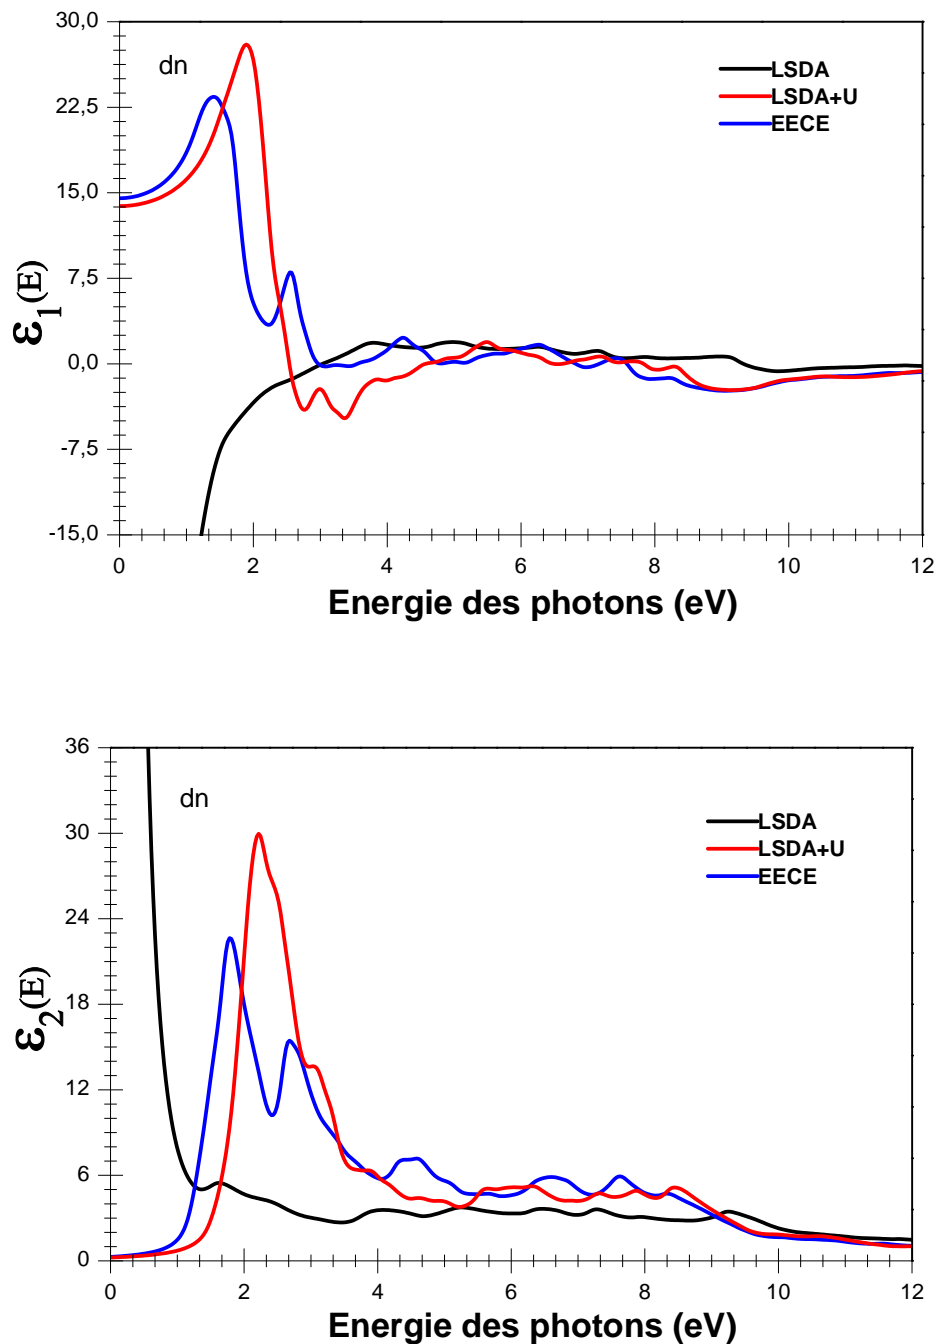 30,0
22,5
15,0
7,5
0,0
-7,5
-15,0
dn
LSDA
LSDA+U
EECE
ε1(E)
0 2 4 6 8 10 12
Energie des photons (eV)
36
30
24
18
12
6
0
dn
LSDA
LSDA+U
EECE
ε2(E)
0 2 4 6 8 10 12
Energie des photons (eV)